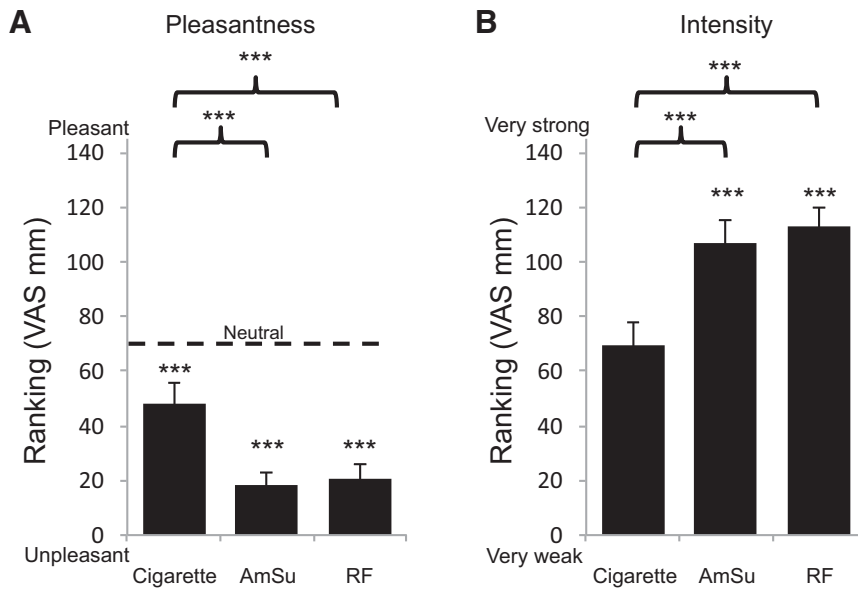 A
Pleasantness
***
***
Pleasant
140
120
100
80
60
40
20
0
Ranking (VAS mm)
Neutral
***
***
***
Unpleasant
Cigarette AmSu RF
B
Intensity
***
***
Very strong
140
120
100
80
60
40
20
0
Ranking (VAS mm)
*** ***
Very weak
Cigarette AmSu RF